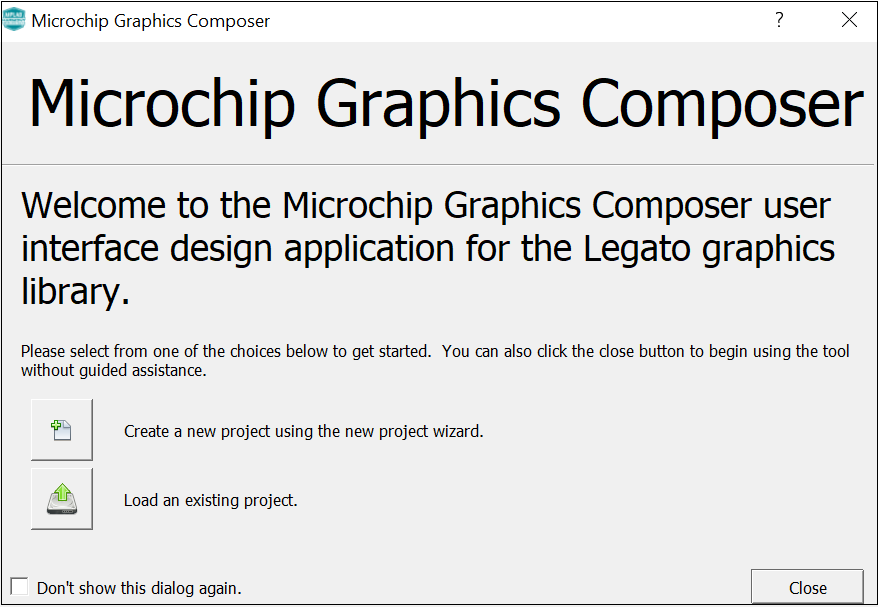 Microchip Graphics Composer
?
Microchip Graphics Composer
Welcome to the Microchip Graphics Composer user
interface design application for the Legato graphics
library.
Please select from one of the choices below to get started.  You can also click the close button to begin using the tool
without guided assistance.
Create a new project using the new project wizard.
Load an existing project.
Don't show this dialog again.
Close